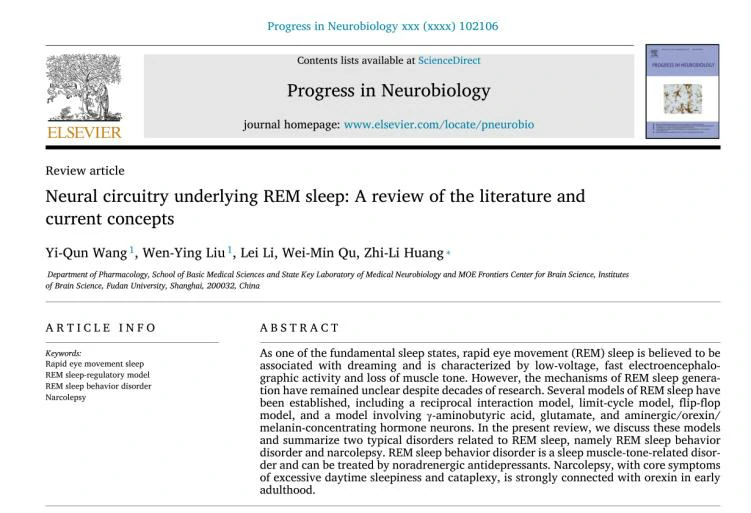 Progress in Neurobiology xxx (xxxx) 102106
Contents lists available at ScienceDirect
Progress in Neurobiology
journal homepage: www.elsevier.com/locate/pneurobio
ELSEVIER
PROGRESS IN NEUROBIOLOGY
Review article
Neural circuitry underlying REM sleep: A review of the literature and
current concepts
Yi-Qun Wang 1, Wen-Ying Liu 1, Lei Li, Wei-Min Qu, Zhi-Li Huang *
Department of Pharmacology, School of Basic Medical Sciences and State Key Laboratory of Medical Neurobiology and MOE Frontiers Center for Brain Science, Institutes
of Brain Science, Fudan University, Shanghai, 200032, China
ARTICLE INFO
Keywords:
Rapid eye movement sleep
REM sleep-regulatory model
REM sleep behavior disorder
Narcolepsy
ABSTRACT
As one of the fundamental sleep states, rapid eye movement (REM) sleep is believed to be
associated with dreaming and is characterized by low-voltage, fast electroencephalo-
graphic activity and loss of muscle tone. However, the mechanisms of REM sleep genera-
tion have remained unclear despite decades of research. Several models of REM sleep have
been established, including a reciprocal interaction model, limit-cycle model, flip-flop
model, and a model involving γ-aminobutyric acid, glutamate, and aminergic/orexin/
melanin-concentrating hormone neurons. In the present review, we discuss these models
and summarize two typical disorders related to REM sleep, namely REM sleep behavior
disorder and narcolepsy. REM sleep behavior disorder is a sleep muscle-tone-related disor-
der and can be treated by noradrenergic antidepressants. Narcolepsy, with core symptoms
of excessive daytime sleepiness and cataplexy, is strongly connected with orexin in early
adulthood.